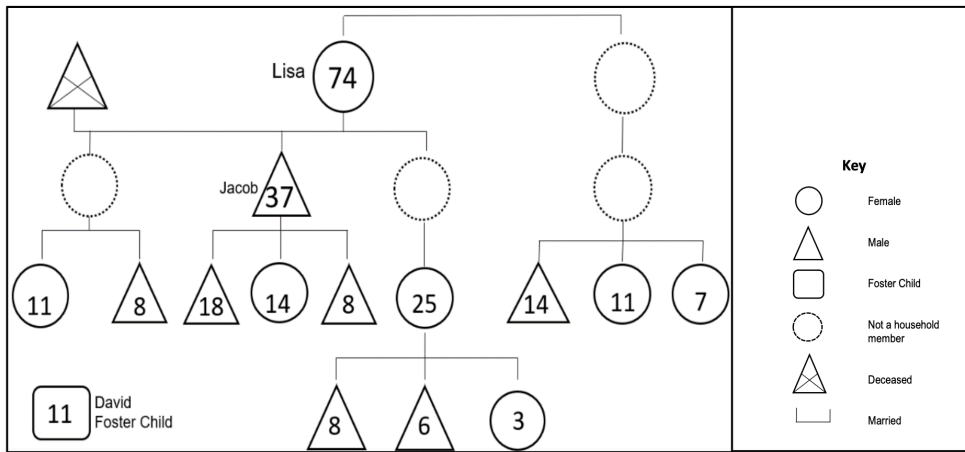 Lisa
74
Jacob
37
11
8
18
14
8
25
14
11
7
8
6
3
11
David
Foster Child
Key
Female
Male
Foster Child
Not a household
member
Deceased
Married